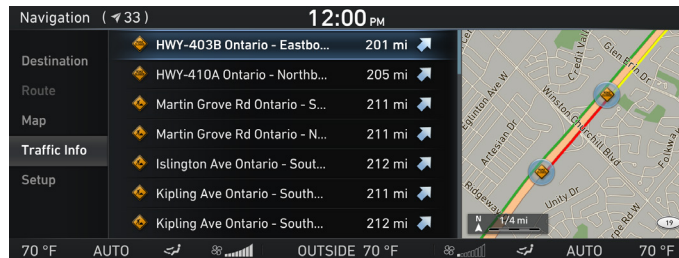 Navigation (33)
12:00 PM
Destination
Route
Map
Traffic Info
Setup
HWY-403B Ontario - Eastbo... 201 mi
HWY-410A Ontario - Northb... 205 mi
Martin Grove Rd Ontario - S... 211 mi
Martin Grove Rd Ontario - N... 211 mi
Islington Ave Ontario - Sout... 212 mi
Kipling Ave Ontario - South... 211 mi
Kipling Ave Ontario - South... 212 mi
Credit Vall
Glen Erin Dr
Eglinton Ave W
Winston Churchill Blvd
Artesian Dr
Folkwa
Ridgeway
Unity Dr
pe Rd W
N 1/4 mi
19
70 °F AUTO OUTSIDE 70 °F AUTO 70 °F